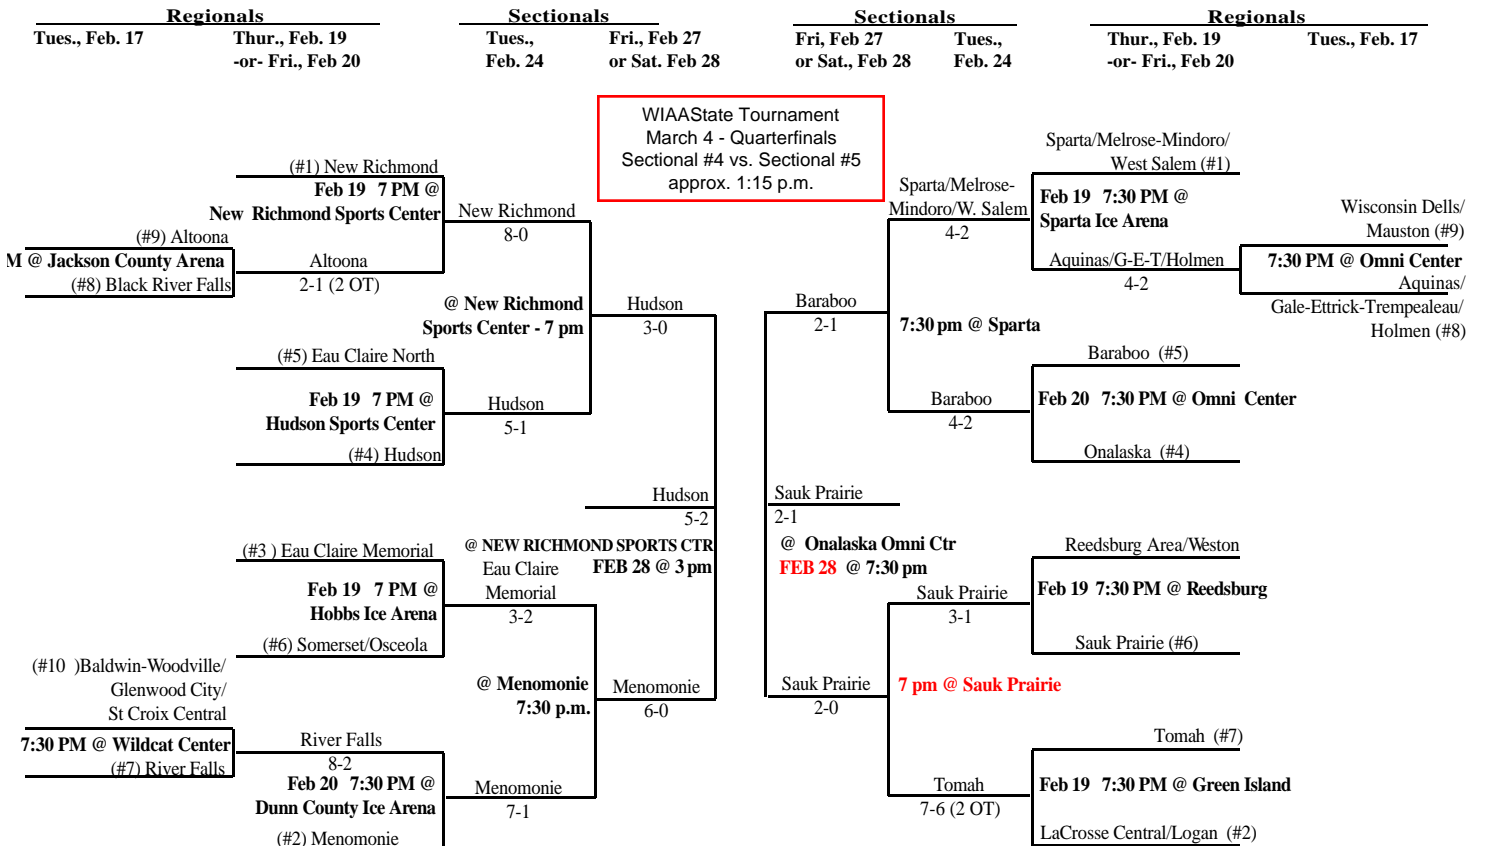 Regionals
Sectionals
Sectionals
Regionals
Tues., Feb. 17
Thur., Feb. 19
-or- Fri., Feb 20
Tues.,
Feb. 24
Fri., Feb 27
or Sat. Feb 28
Fri, Feb 27
or Sat., Feb 28
Tues.,
Feb. 24
Thur., Feb. 19
-or- Fri., Feb 20
Tues., Feb. 17
WIAAState Tournament
March 4 - Quarterfinals
Sectional #4 vs. Sectional #5
approx. 1:15 p.m.
(#1) New Richmond
Feb 19 7 PM @
New Richmond Sports Center
(#9) Altoona
M @ Jackson County Arena
(#8) Black River Falls
Altoona
2-1 (2 OT)
New Richmond
8-0
@ New Richmond
Sports Center - 7 pm
Hudson
3-0
(#5) Eau Claire North
Feb 19 7 PM @
Hudson Sports Center
(#4) Hudson
Hudson
5-1
Hudson
5-2
@ NEW RICHMOND SPORTS CTR
FEB 28 @ 3 pm
(#3 ) Eau Claire Memorial
Feb 19 7 PM @
Hobbs Ice Arena
(#6) Somerset/Osceola
Eau Claire
Memorial
3-2
(#10 )Baldwin-Woodville/
Glenwood City/
St Croix Central
7:30 PM @ Wildcat Center
(#7) River Falls
River Falls
8-2
Feb 20 7:30 PM @
Dunn County Ice Arena
(#2) Menomonie
@ Menomonie
7:30 p.m.
Menomonie
6-0
Menomonie
7-1
Sparta/Melrose-Mindoro/
West Salem (#1)
Feb 19 7:30 PM @
Sparta Ice Arena
Sparta/Melrose-
Mindoro/W. Salem
4-2
Wisconsin Dells/
Mauston (#9)
7:30 PM @ Omni Center
Aquinas/
Gale-Ettrick-Trempealeau/
Holmen (#8)
Aquinas/G-E-T/Holmen
4-2
Baraboo
2-1
7:30 pm @ Sparta
Baraboo (#5)
Feb 20 7:30 PM @ Omni Center
Onalaska (#4)
Baraboo
4-2
Sauk Prairie
2-1
@ Onalaska Omni Ctr
FEB 28 @ 7:30 pm
Reedsburg Area/Weston
Feb 19 7:30 PM @ Reedsburg
Sauk Prairie (#6)
Sauk Prairie
3-1
Sauk Prairie
2-0
7 pm @ Sauk Prairie
Tomah (#7)
Feb 19 7:30 PM @ Green Island
LaCrosse Central/Logan (#2)
Tomah
7-6 (2 OT)